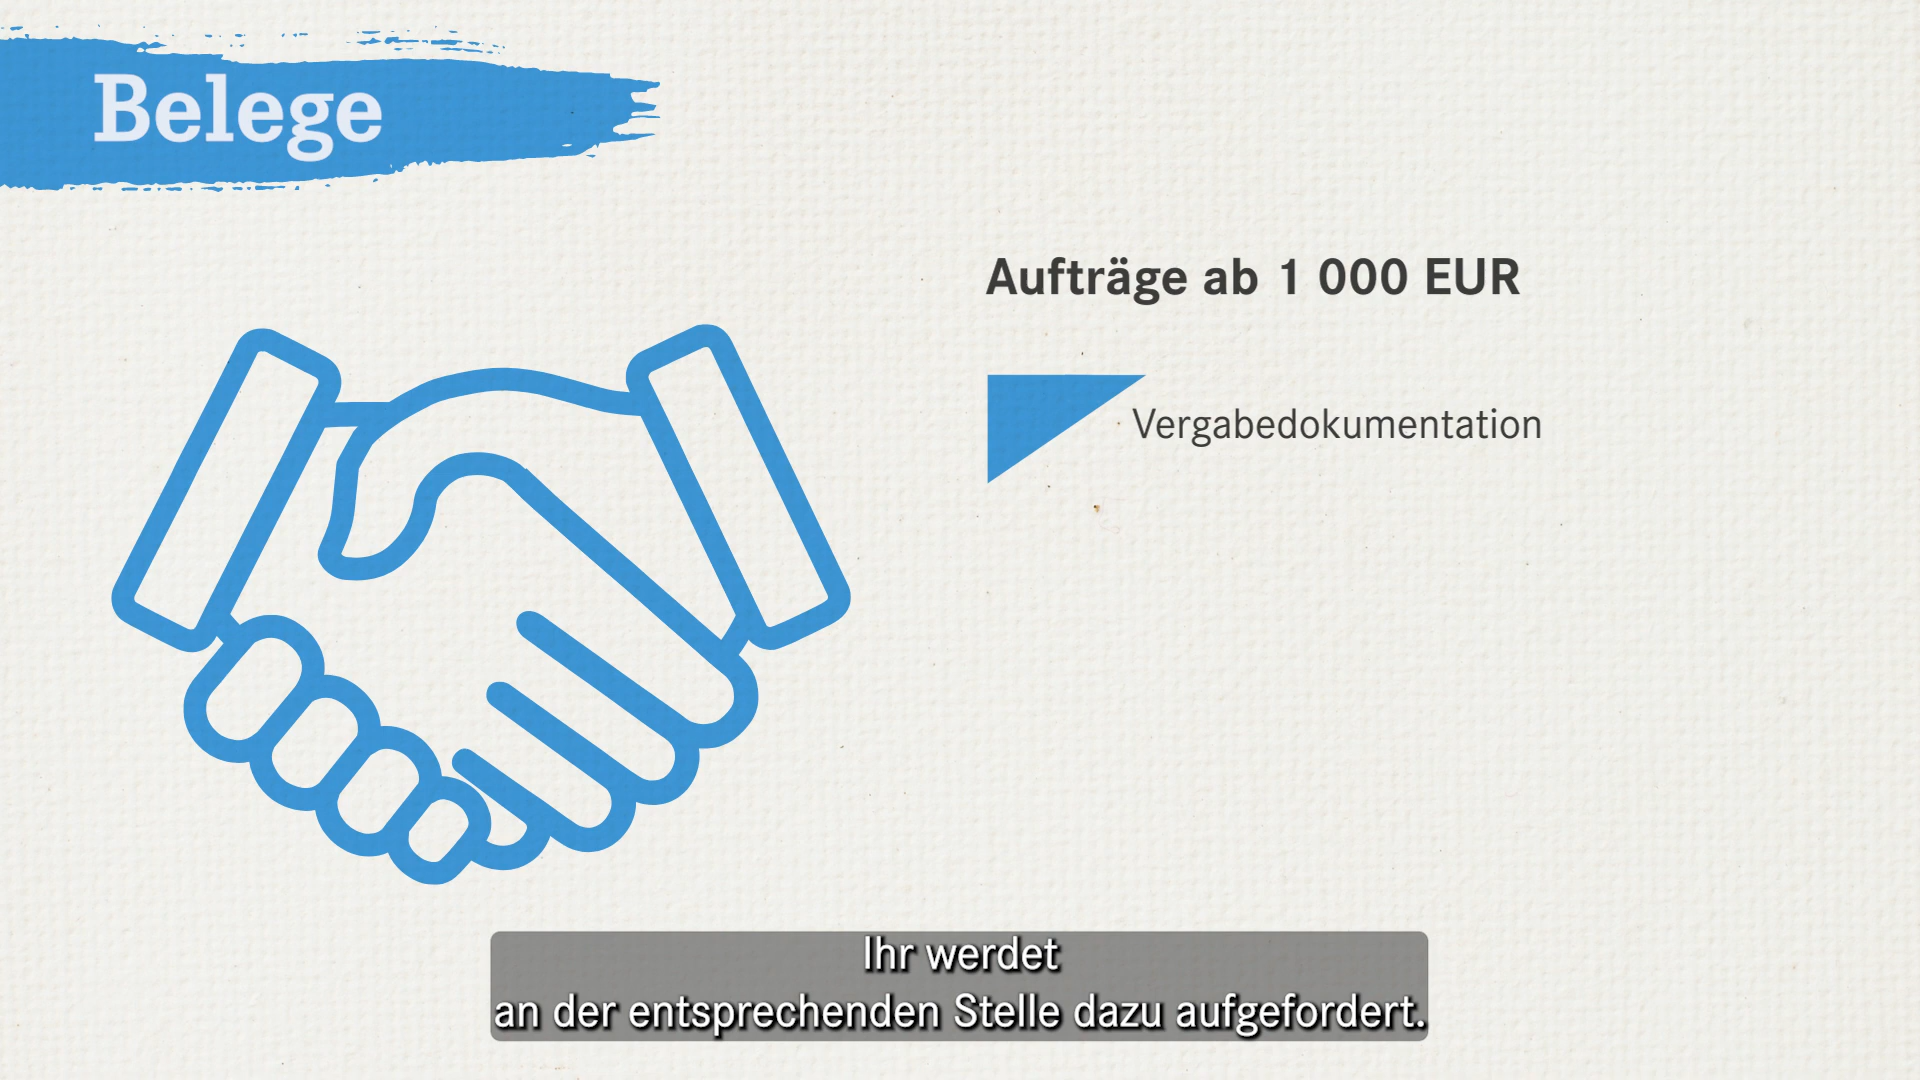 Belege
Aufträge ab 1 000 EUR
Vergabedokumentation
Ihr werdet
an der entsprechenden Stelle dazu aufgefordert.